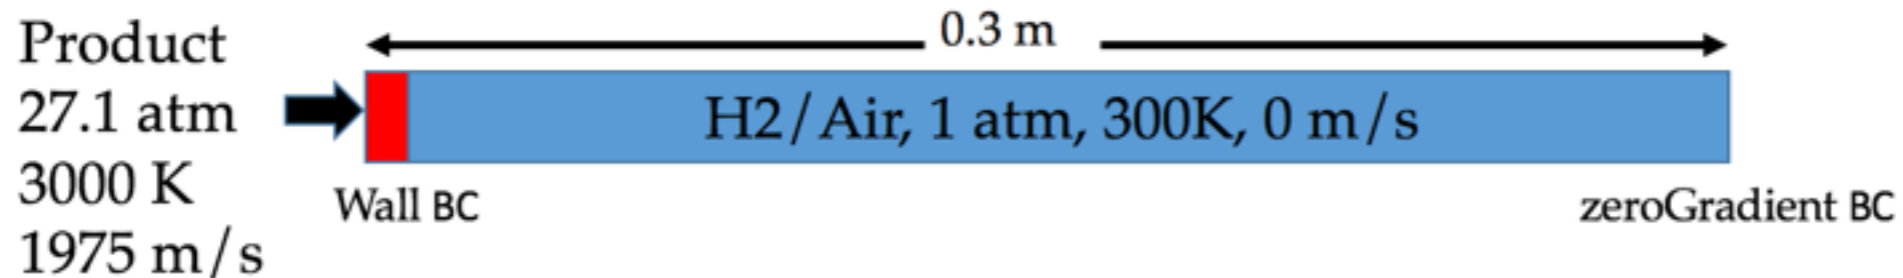 Product
27.1 atm
3000 K
1975 m/s
0.3 m
H2/Air, 1 atm, 300K, 0 m/s
Wall BC
zeroGradient BC